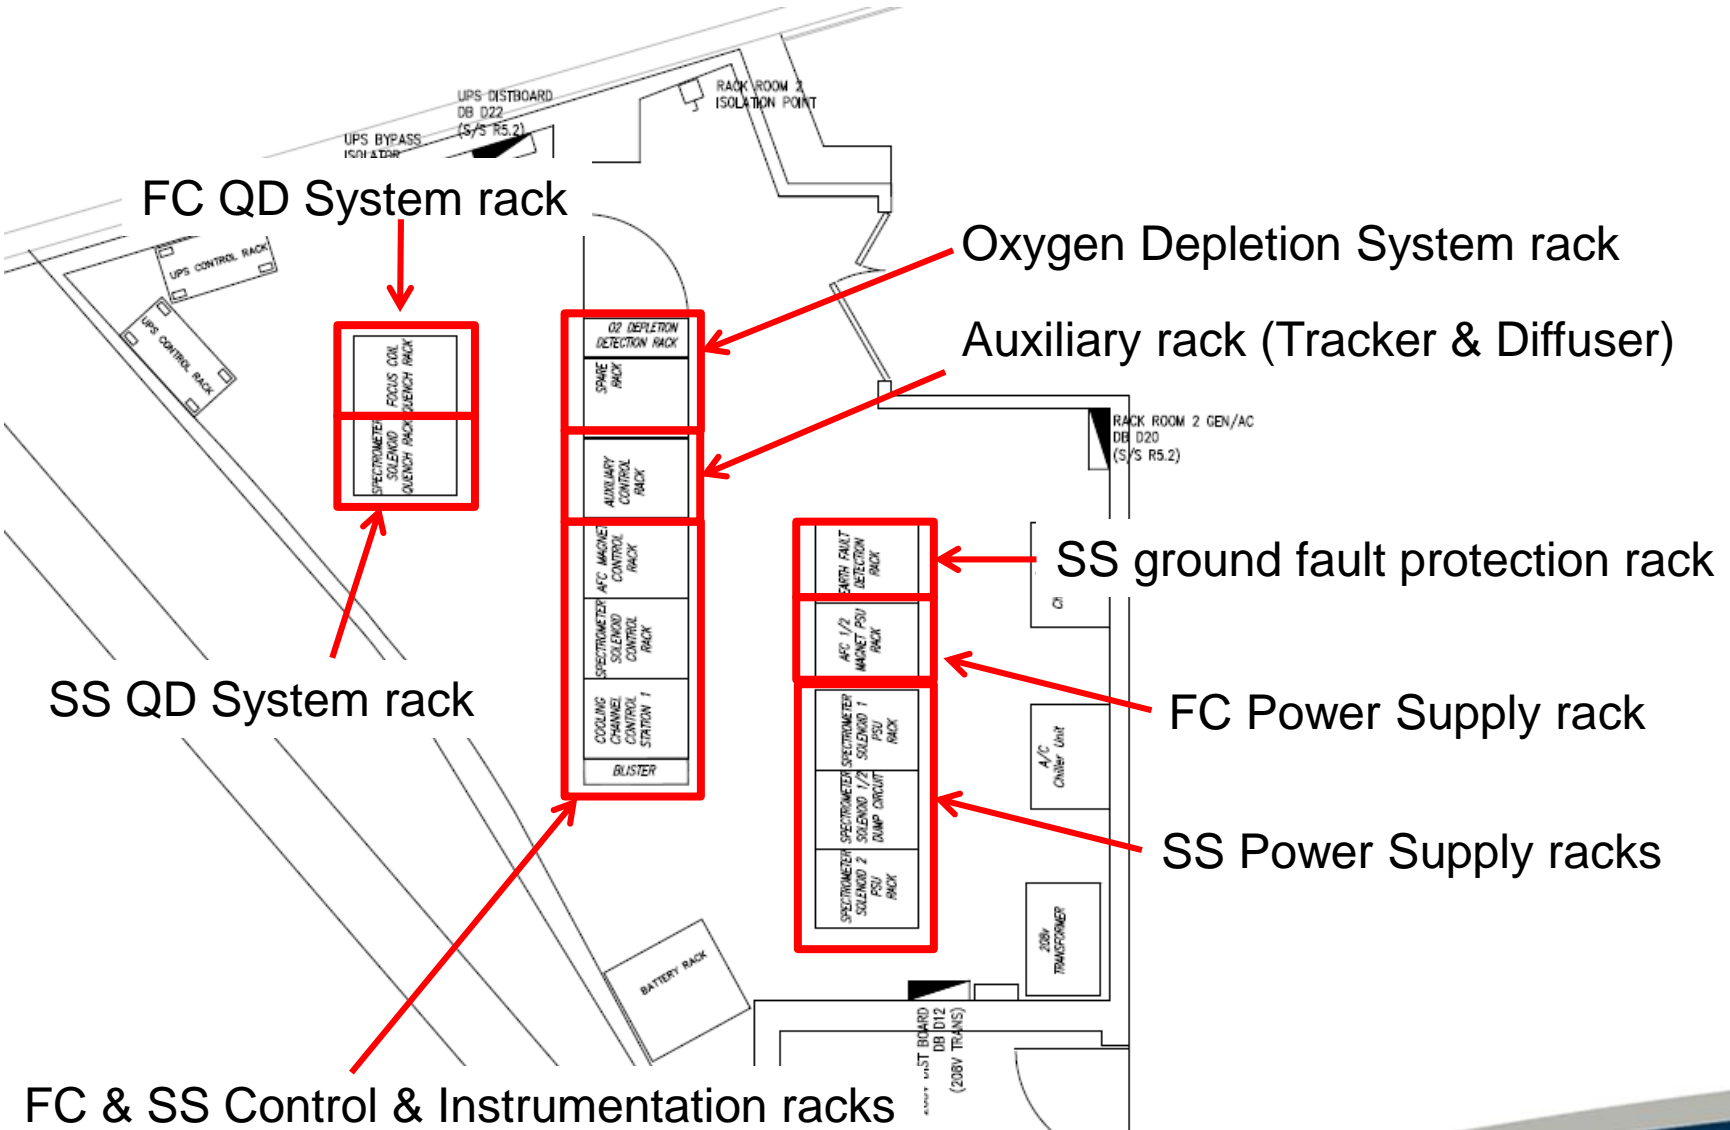 UPS DISTBOARD
DB D22
(S/S R5.2)
UPS BYPASS
ISOLATOR
RACK ROOM 2
ISOLATION POINT
FC QD System rack
Oxygen Depletion System rack
Auxiliary rack (Tracker & Diffuser)
UPS CONTROL RACK
UPS CONTROL RACK
FOCUS COIL
QUENCH RACK
SPECTROMETER
SOLENOID
QUENCH RACK
O2 DEPLETION
DETECTION RACK
SPARE
RACK
AUXILIARY
CONTROL
RACK
AFC MAGNET
CONTROL
RACK
SPECTROMETER
SOLENOID
CONTROL
RACK
COOLING
CHANNEL
CONTROL
STATION 1
BLISTER
RACK ROOM 2 GEN/AC
DB D20
(S/S R5.2)
EARTH FAULT
DETECTION
RACK
AFC 1/2
MAGNET PSU
RACK
SPECTROMETER
SOLENOID 1
PSU
RACK
SPECTROMETER
SOLENOID 1/2
DUMP CIRCUIT
SPECTROMETER
SOLENOID 2
PSU
RACK
SS ground fault protection rack
SS QD System rack
FC Power Supply rack
A/C
Chiller Unit
SS Power Supply racks
208v
TRANSFORMER
BATTERY RACK
DIST BOARD
DB D12
(208V TRANS)
FC & SS Control & Instrumentation racks